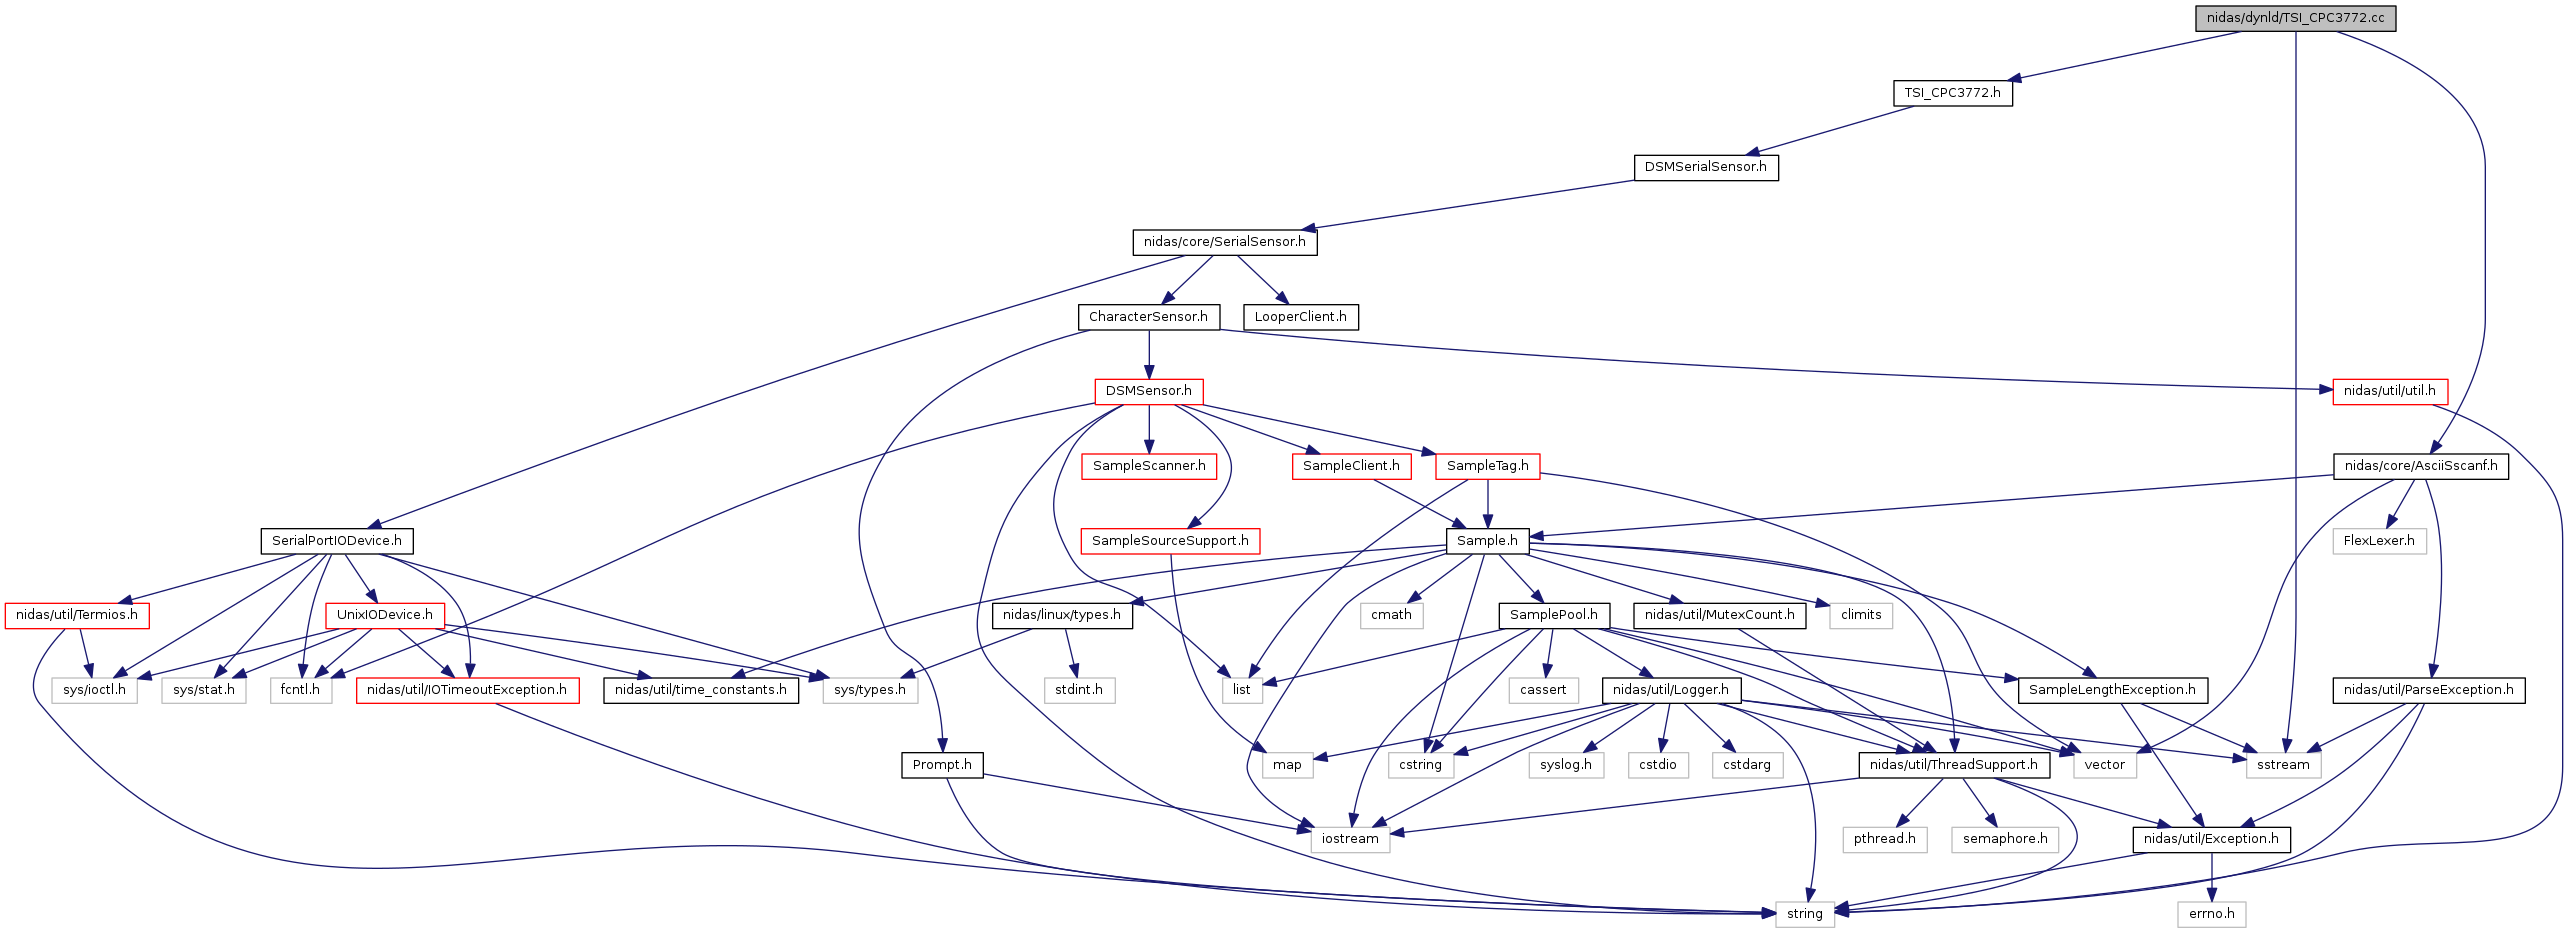 nidas/dynld/TSI_CPC3772.cc
TSI_CPC3772.h
DSMSerialSensor.h
nidas/core/SerialSensor.h
CharacterSensor.h
LooperClient.h
DSMSensor.h
nidas/util/util.h
SampleScanner.h
SampleClient.h
SampleTag.h
nidas/core/AsciiSscanf.h
SerialPortIODevice.h
SampleSourceSupport.h
Sample.h
FlexLexer.h
nidas/util/Termios.h
UnixIODevice.h
nidas/linux/types.h
cmath
SamplePool.h
nidas/util/MutexCount.h
climits
sys/ioctl.h
sys/stat.h
fcntl.h
nidas/util/IOTimeoutException.h
nidas/util/time_constants.h
sys/types.h
stdint.h
list
cassert
nidas/util/Logger.h
SampleLengthException.h
nidas/util/ParseException.h
Prompt.h
map
cstring
syslog.h
cstdio
cstdarg
nidas/util/ThreadSupport.h
vector
sstream
iostream
pthread.h
semaphore.h
nidas/util/Exception.h
string
errno.h